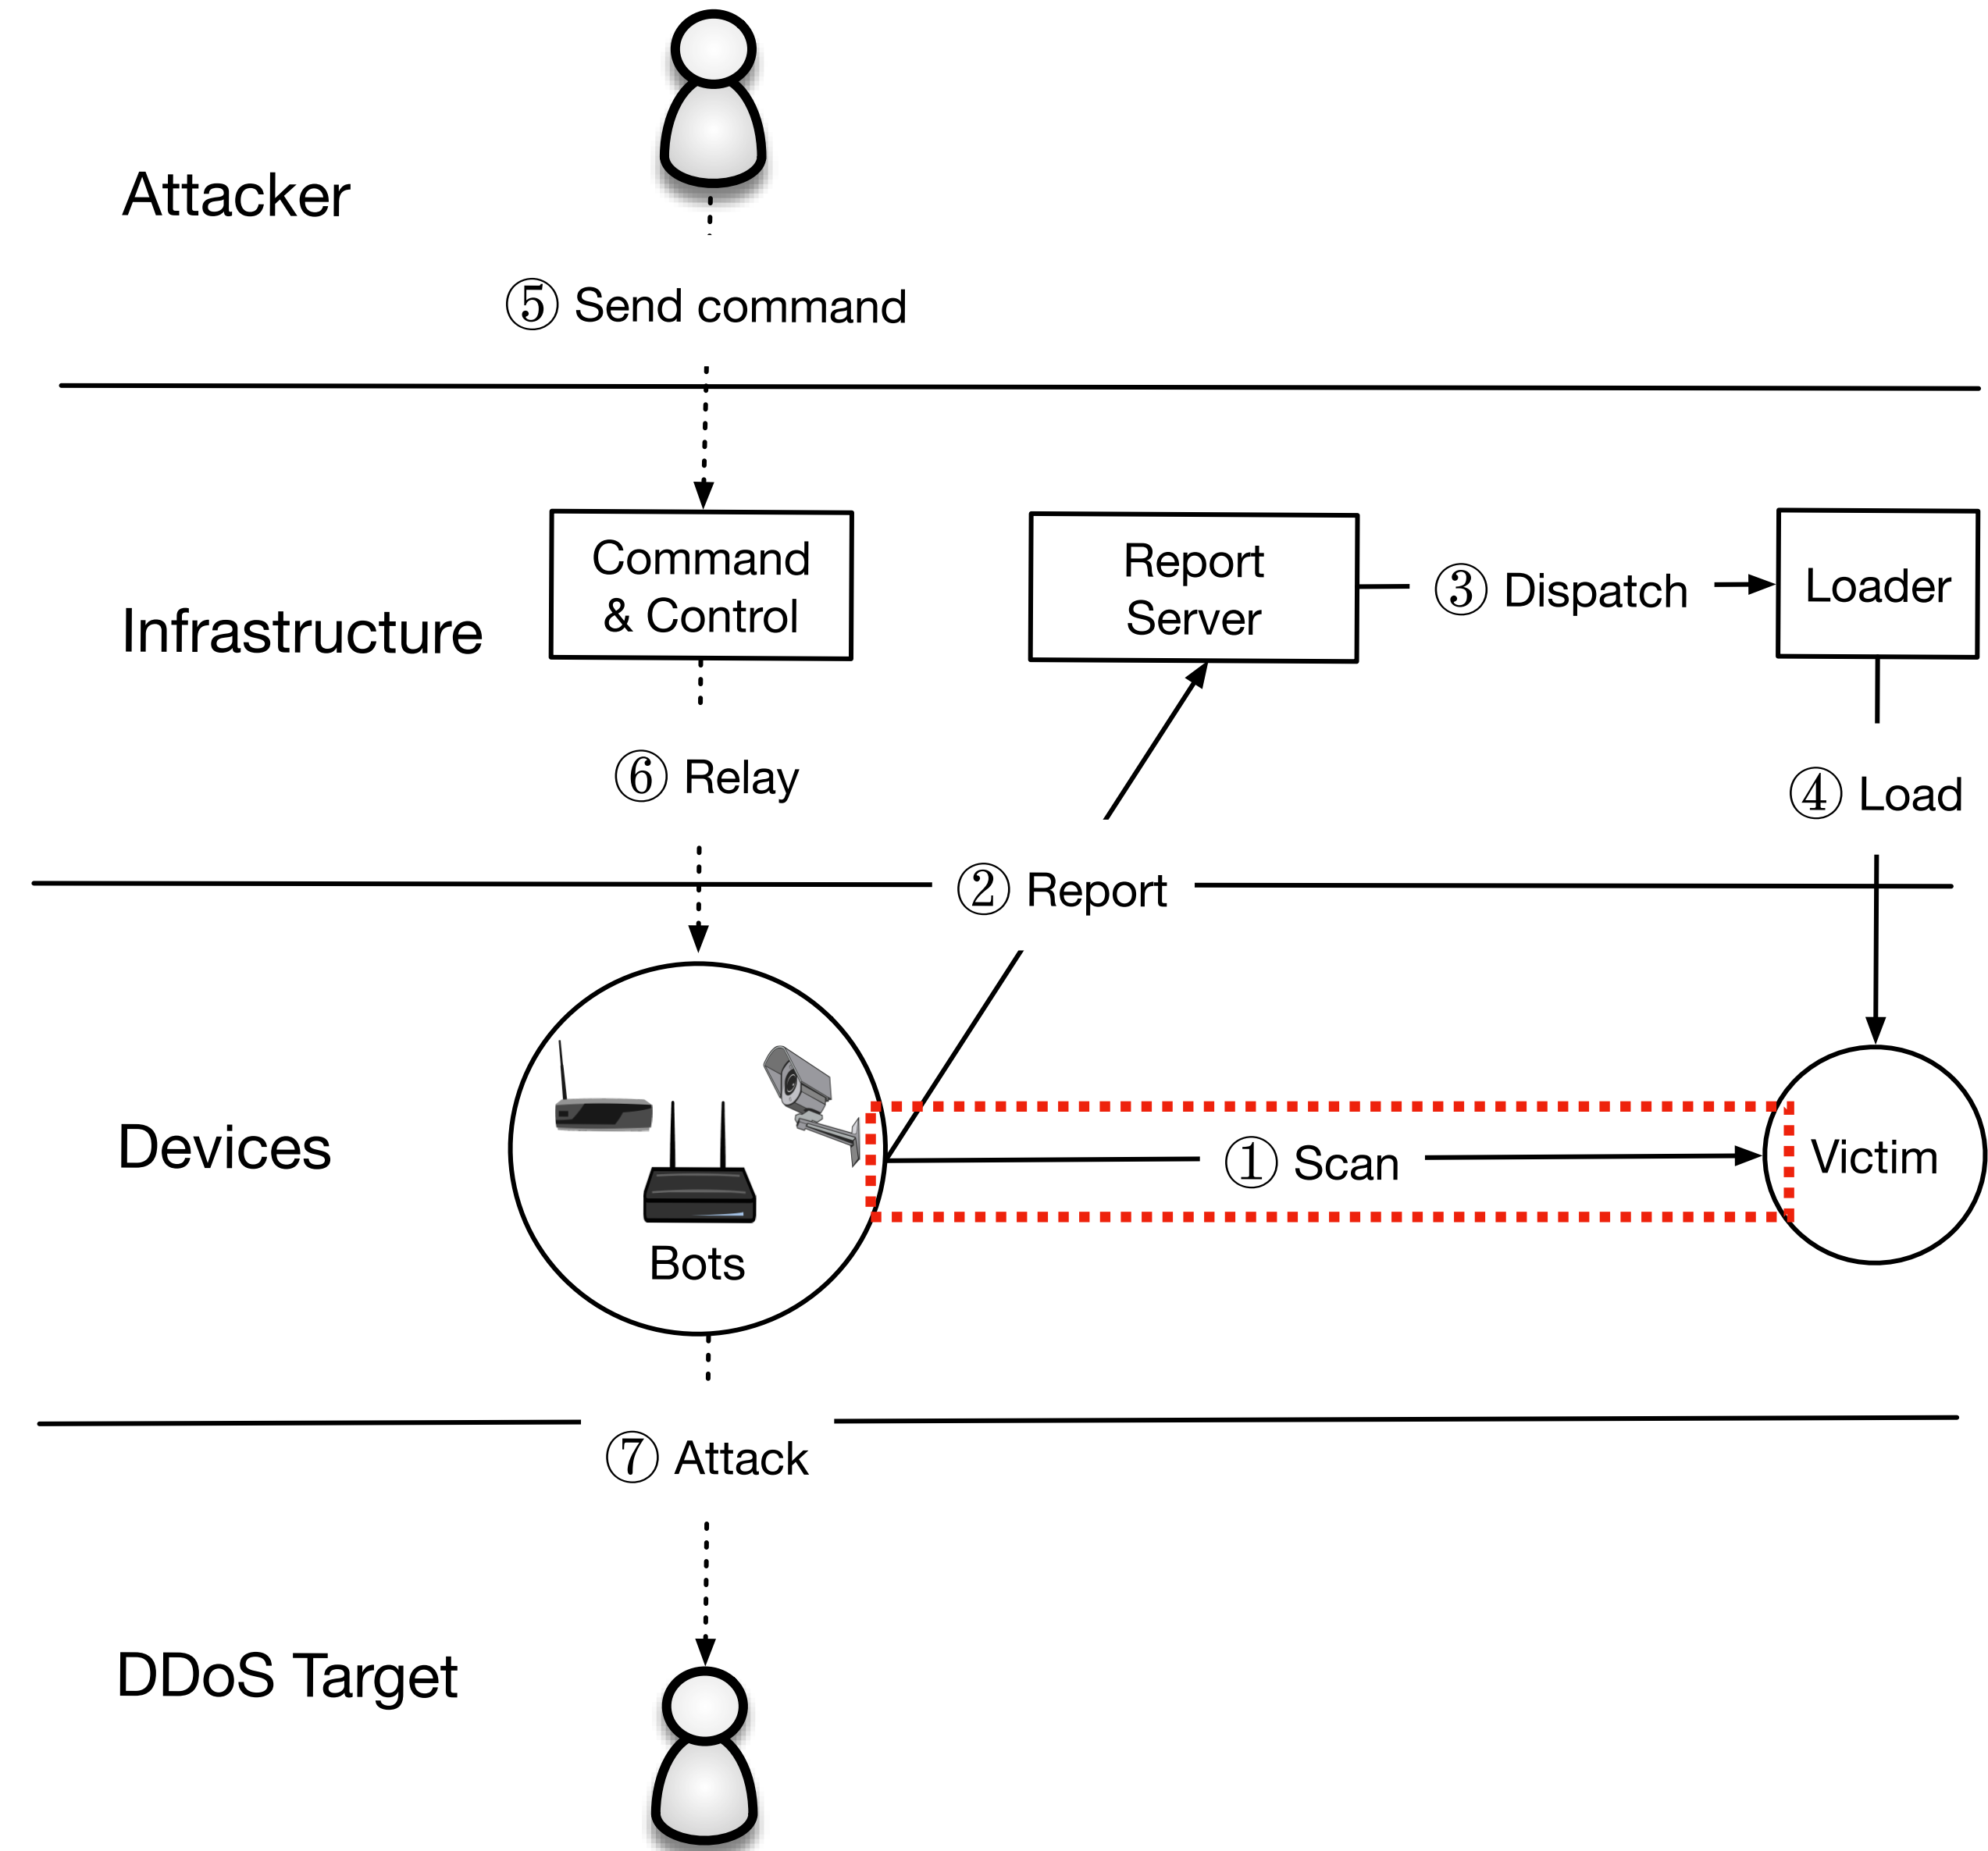 Attacker
⑤ Send command
Infrastructure
Command
& Control
Report
Server
③ Dispatch
Loader
⑥ Relay
④ Load
② Report
Devices
Bots
① Scan
Victim
⑦ Attack
DDoS Target